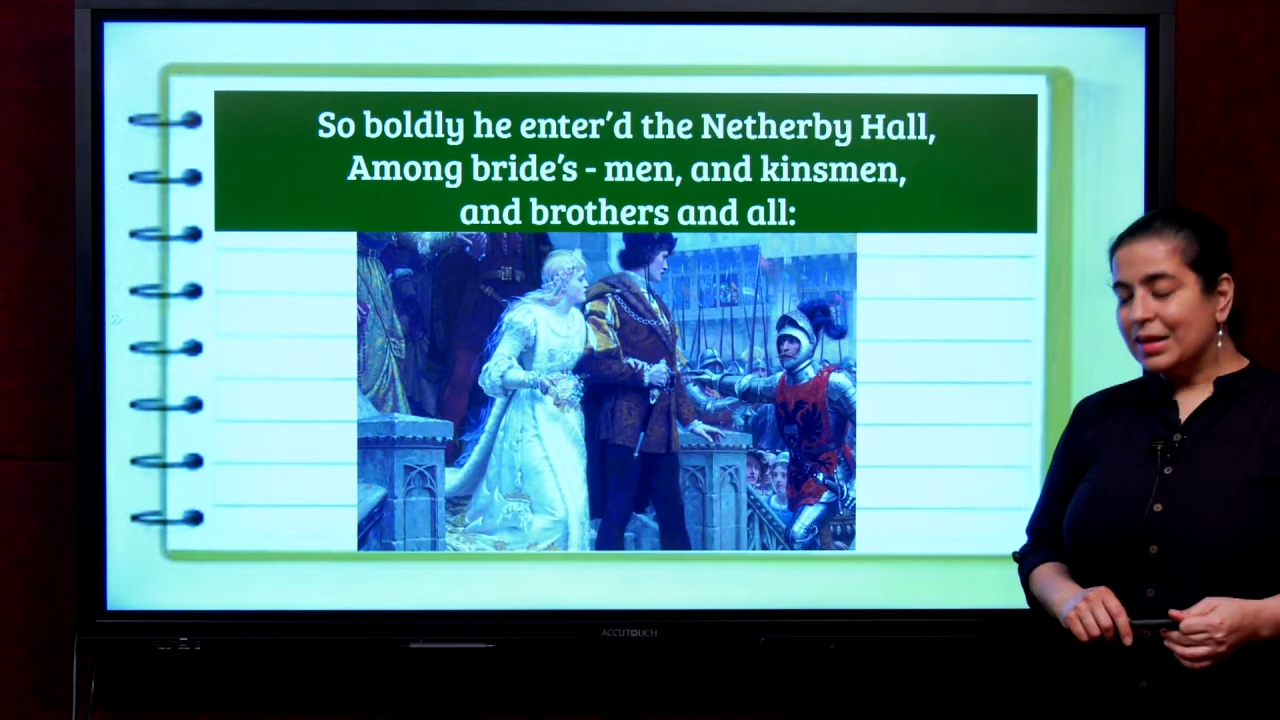 So boldly he enter’d the Netherby Hall,
Among bride’s - men, and kinsmen,
and brothers and all:
ACCUTOUCH